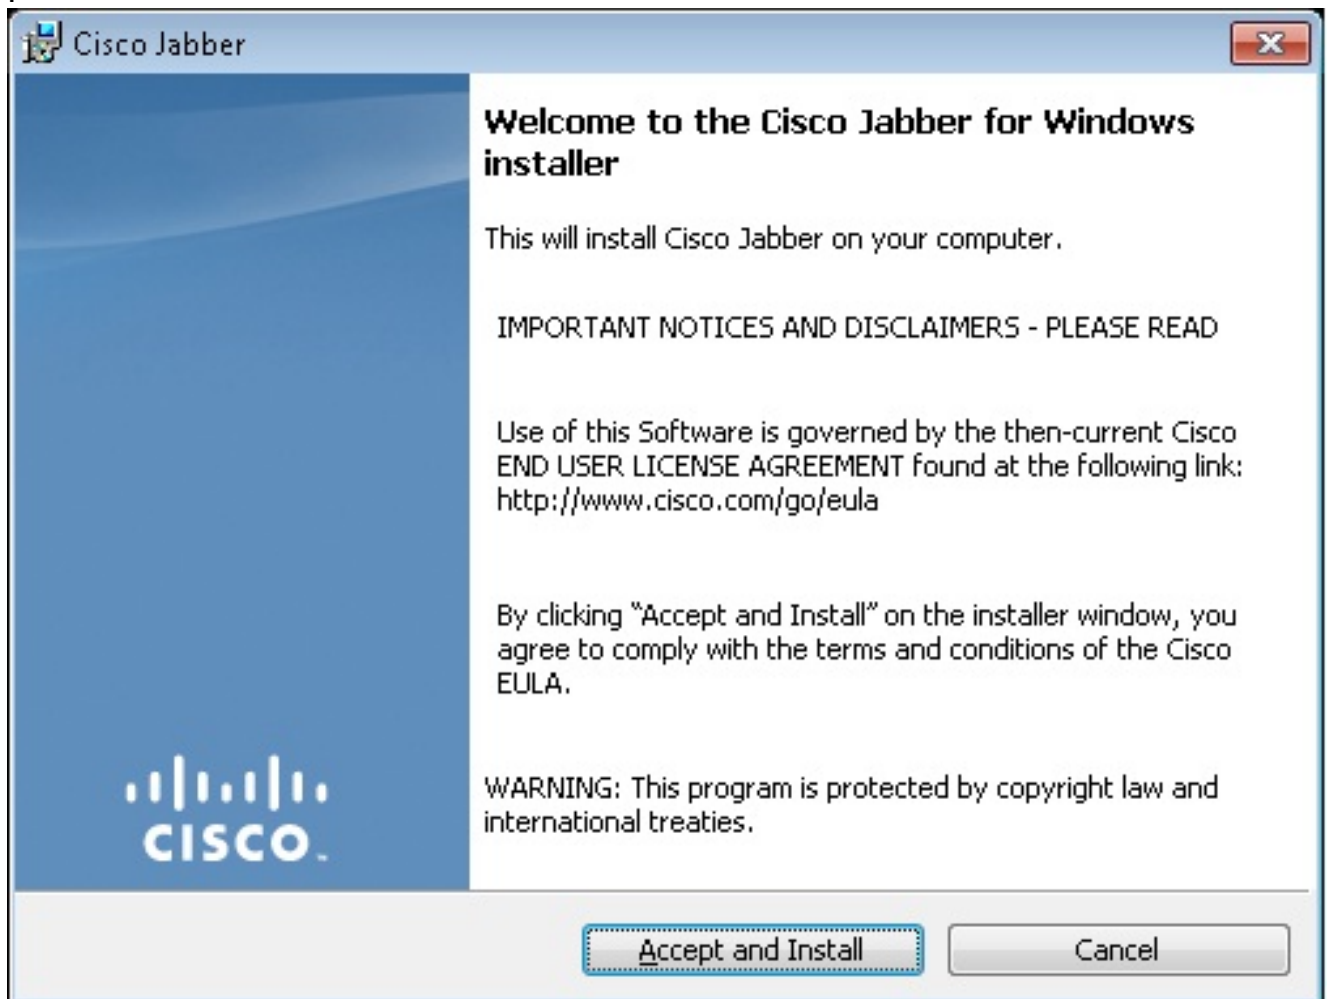 Cisco Jabber
Welcome to the Cisco Jabber for Windows
installer
This will install Cisco Jabber on your computer.
IMPORTANT NOTICES AND DISCLAIMERS - PLEASE READ
Use of this Software is governed by the then-current Cisco
END USER LICENSE AGREEMENT found at the following link:
http://www.cisco.com/go/eula
By clicking “Accept and Install” on the installer window, you
agree to comply with the terms and conditions of the Cisco
EULA.
WARNING: This program is protected by copyright law and
international treaties.
CISCO
Accept and Install
Cancel